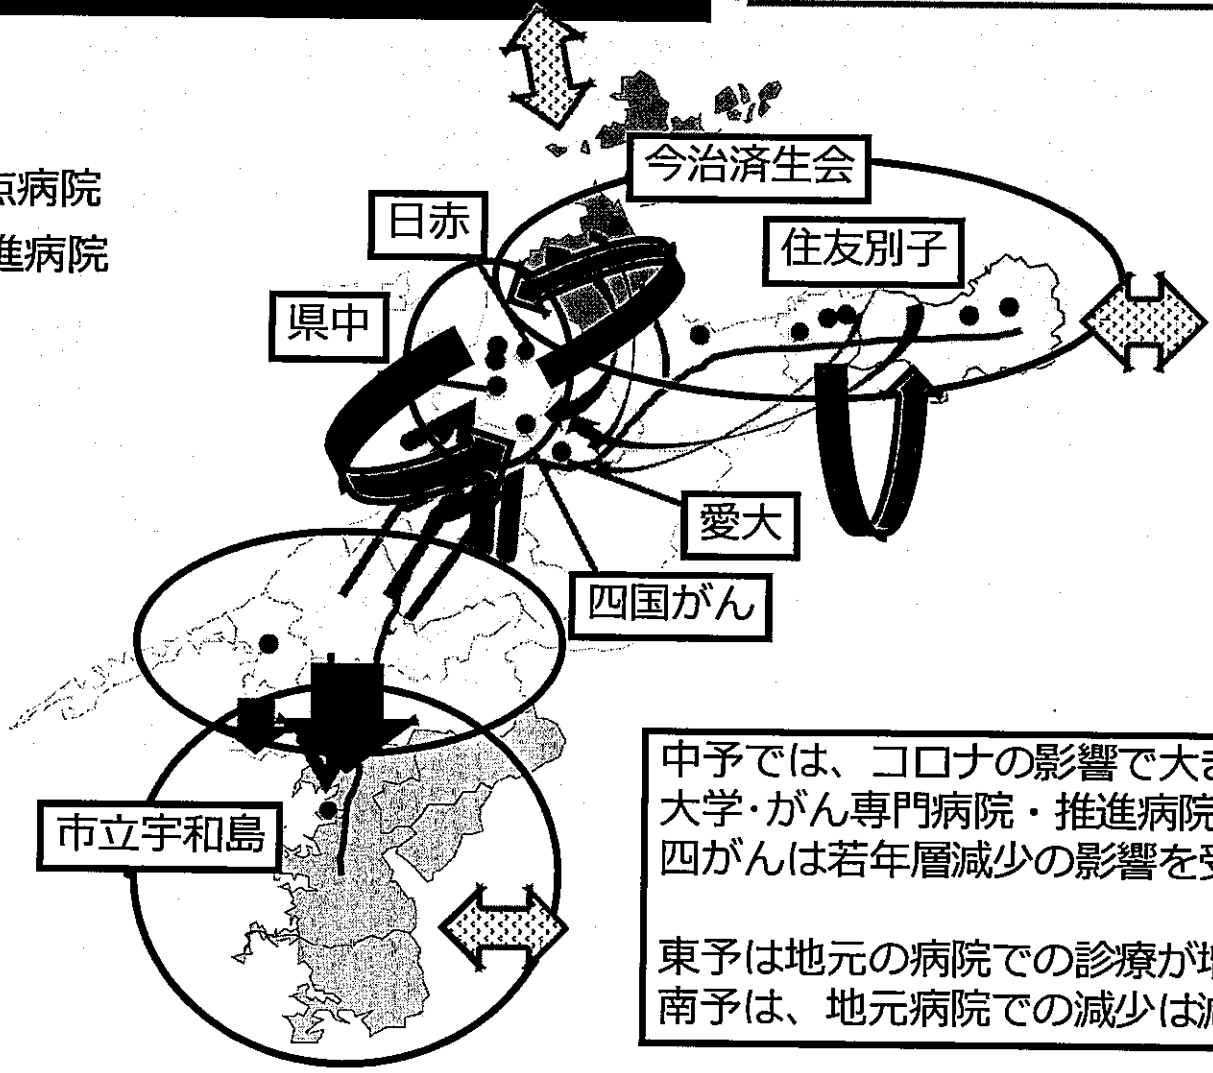 点病院
進病院
今治済生会
日赤
住友別子
県中
愛大
四国がん
市立宇和島
中予では、コロナの影響で大き
大学・がん専門病院・推進病院
四がんは若年層減少の影響を受
東予は地元の病院での診療が増
南予は、地元病院での減少は減